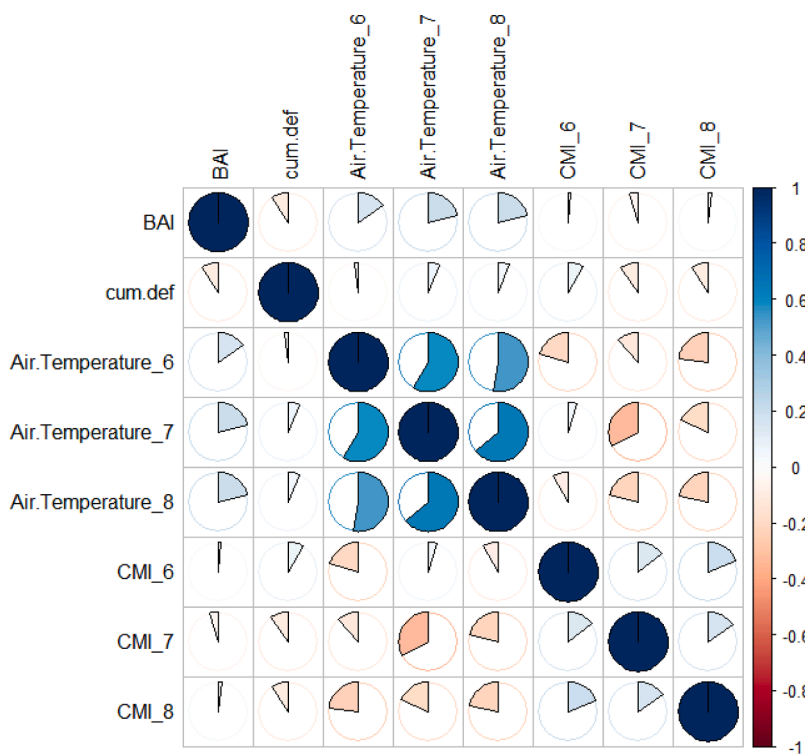 BAI
cum.def
Air.Temperature_6
Air.Temperature_7
Air.Temperature_8
CMI_6
CMI_7
CMI_8
BAI
cum.def
Air.Temperature_6
Air.Temperature_7
Air.Temperature_8
CMI_6
CMI_7
CMI_8
1
0.8
0.6
0.4
0.2
0
-0.2
-0.4
-0.6
-0.8
-1